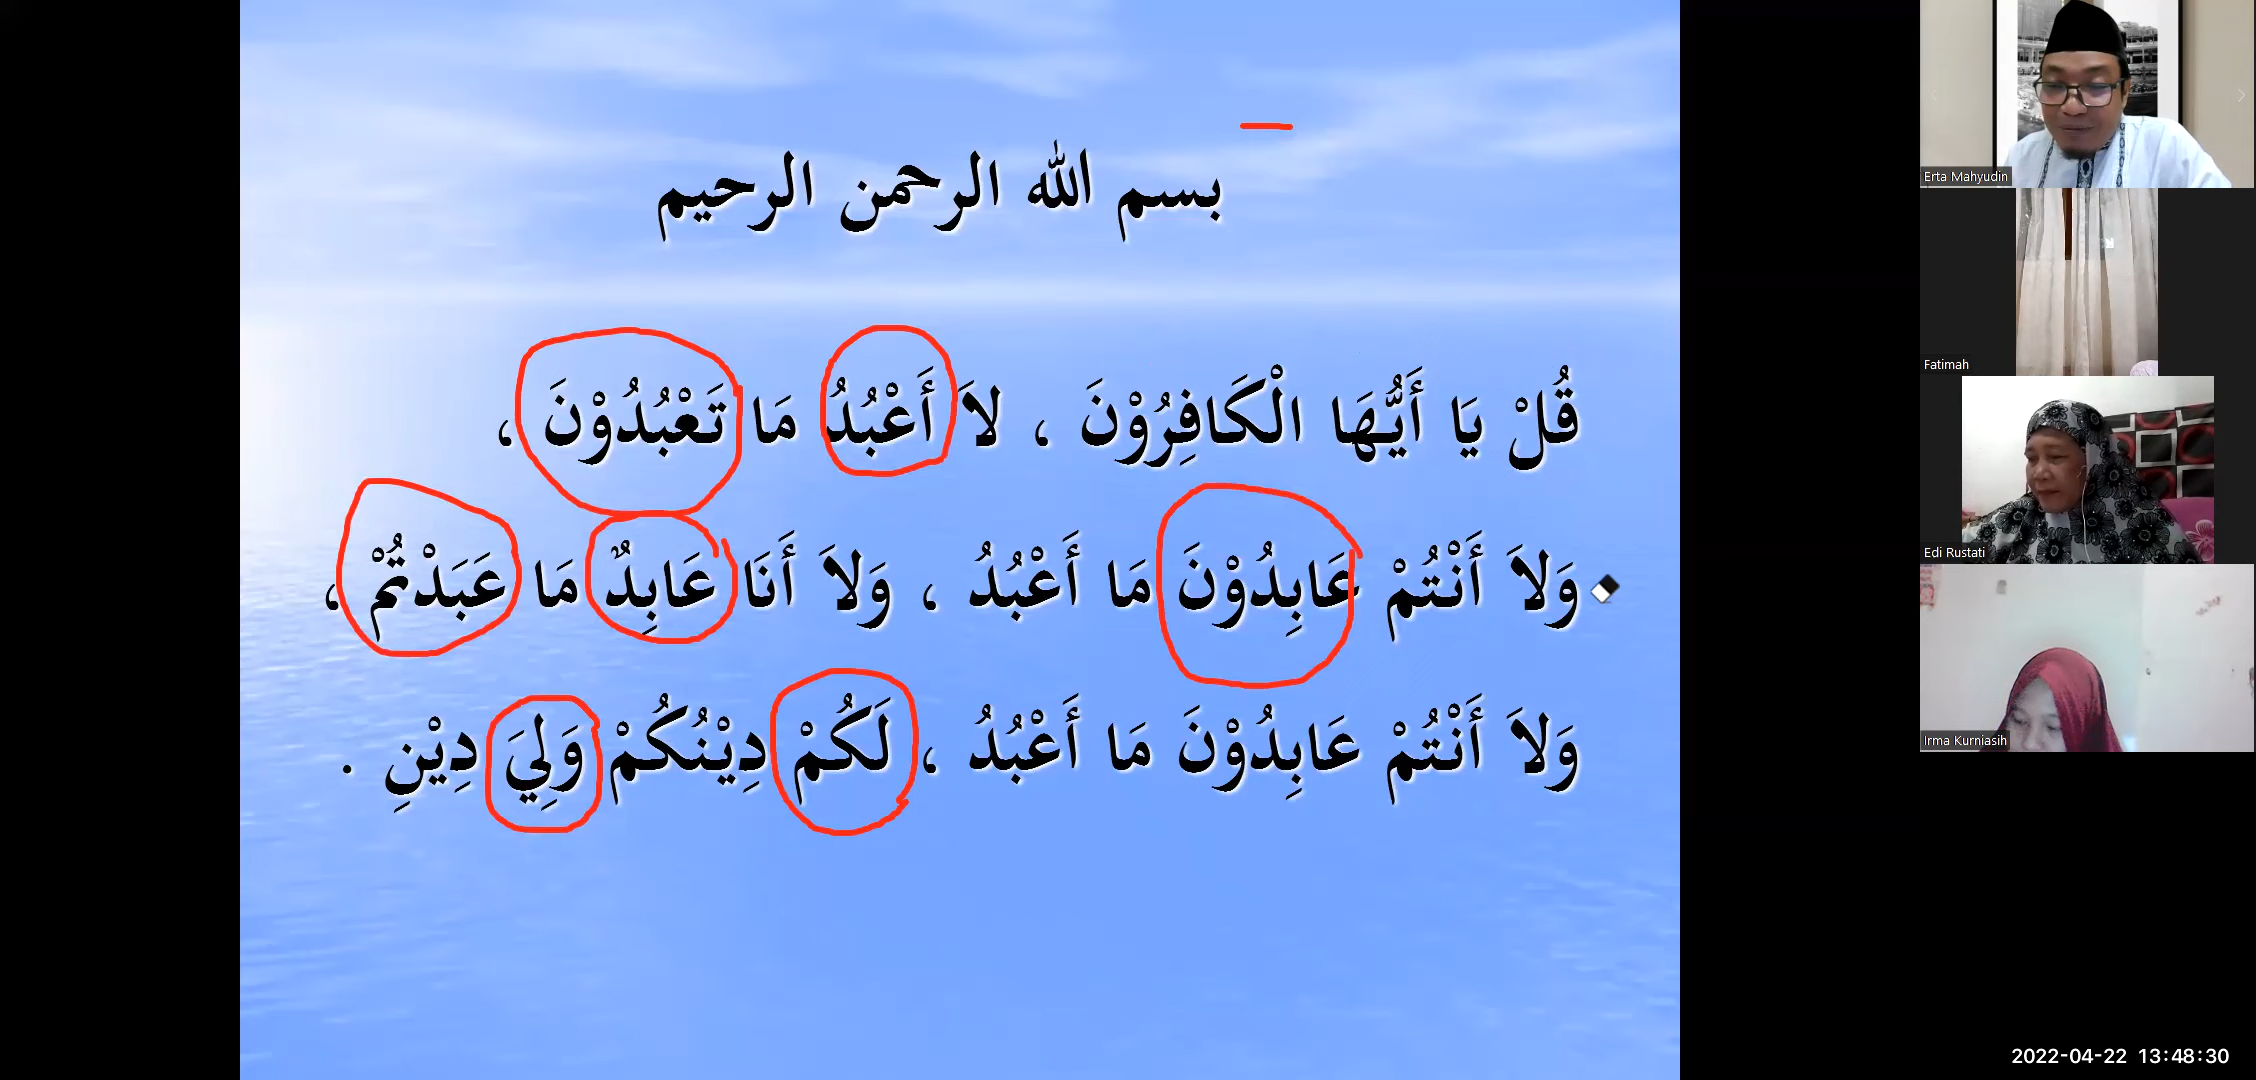 بسم الله الرحمن الرحيم
قُلْ يَا أَيُّهَا الْكَافِرُوْنَ ، لاَ أَعْبُدُ مَا تَعْبُدُوْنَ ،
وَلاَ أَنْتُمْ عَابِدُوْنَ مَا أَعْبُدُ ، وَلاَ أَنَا عَابِدٌ مَا عَبَدْتُمْ ،
وَلاَ أَنْتُمْ عَابِدُوْنَ مَا أَعْبُدُ ، لَكُمْ دِيْنُكُمْ وَلِيَ دِيْنِ .
Erta Mahyudin
Fatimah
Edi Rustati
Irma Kurniasih
2022-04-22 13:48:30